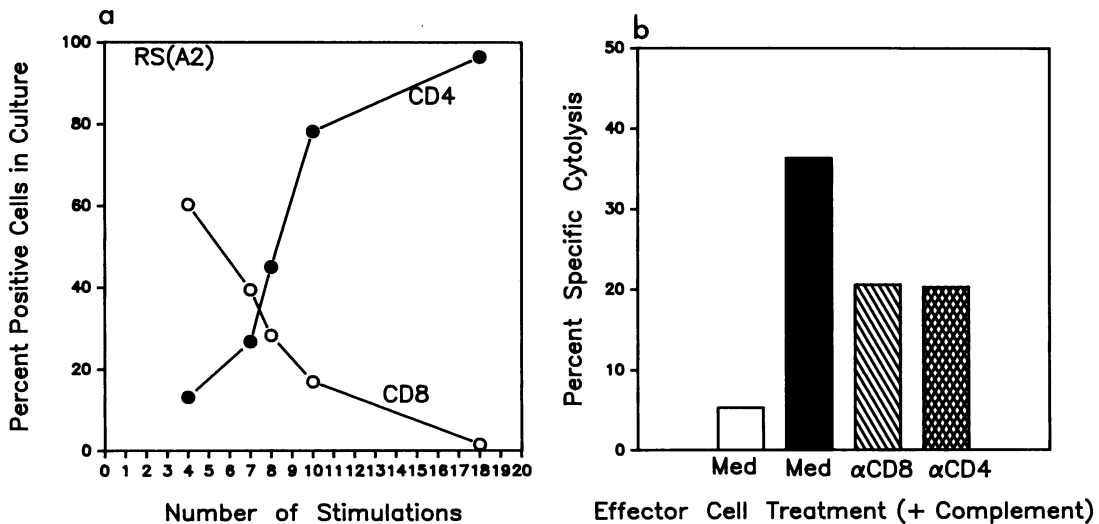 a
RS(A2)
CD4
CD8
Percent Positive Cells in Culture
100
80
60
40
20
0
0 1 2 3 4 5 6 7 8 9 10 11 12 13 14 15 16 17 18 19 20
Number of Stimulations
b
Percent Specific Cytolysis
50
40
30
20
10
0
Med Med αCD8 αCD4
Effector Cell Treatment (+ Complement)